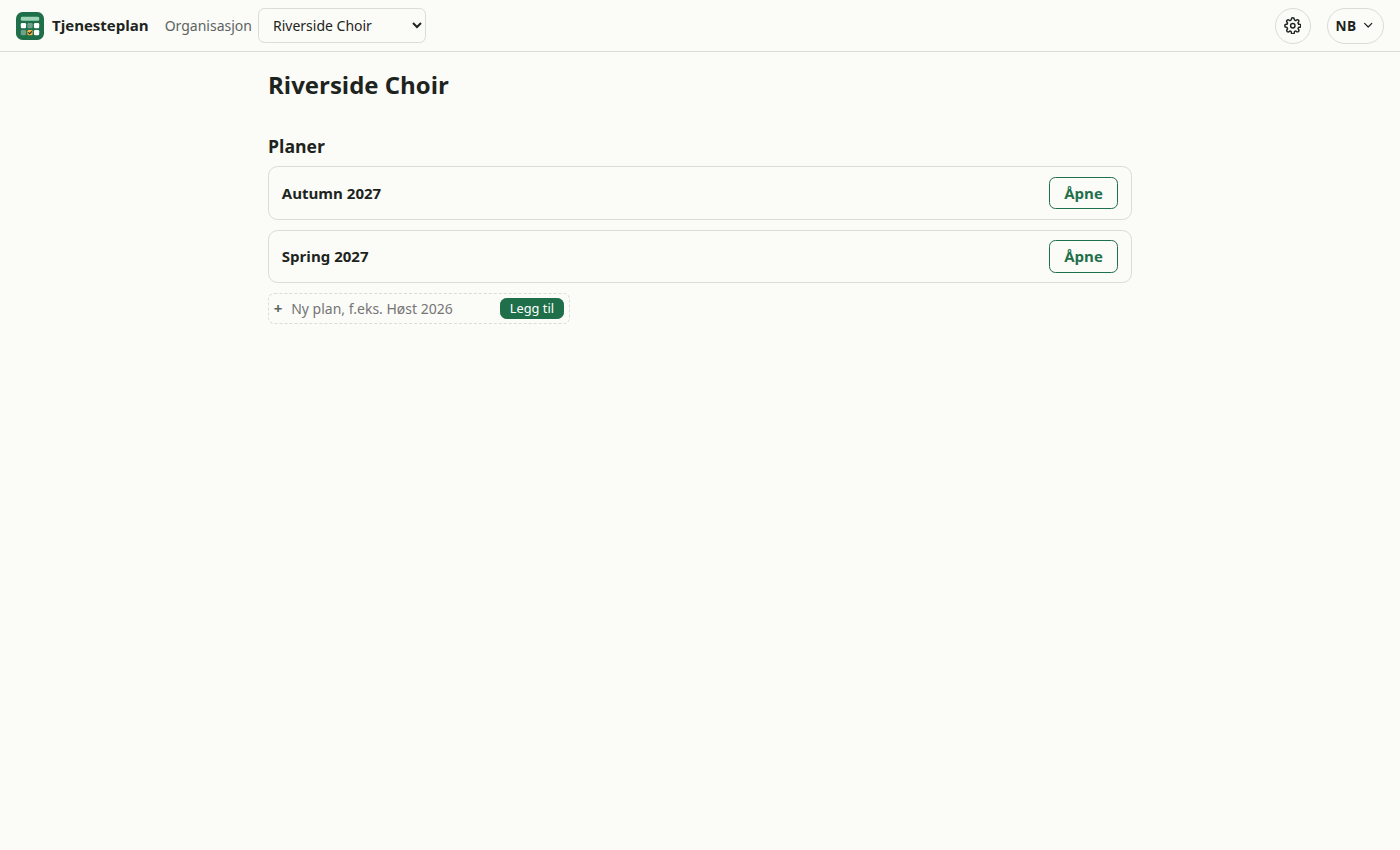 Tjenesteplan Organisasjon Riverside Choir NB
Riverside Choir
Planer
Autumn 2027 Åpne
Spring 2027 Åpne
+ Ny plan, f.eks. Høst 2026 Legg til